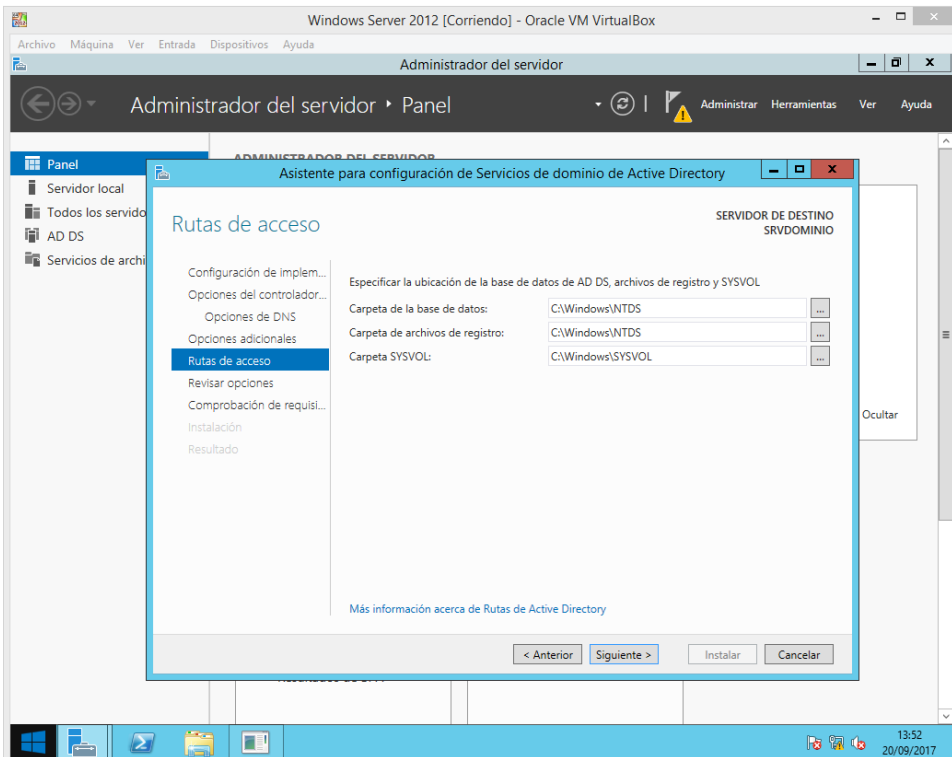 Windows Server 2012 [Corriendo] - Oracle VM VirtualBox
Archivo Máquina Ver Entrada Dispositivos Ayuda
Administrador del servidor
Administrador del servidor ‣ Panel
Administrar Herramientas Ver Ayuda
Panel
Servidor local
Todos los servido
AD DS
Servicios de archi
ADMINISTRADOR DEL SERVIDOR
Asistente para configuración de Servicios de dominio de Active Directory
Rutas de acceso
SERVIDOR DE DESTINO
SRVDOMINIO
Configuración de implem...
Opciones del controlador...
Opciones de DNS
Opciones adicionales
Rutas de acceso
Revisar opciones
Comprobación de requisi...
Instalación
Resultado
Especificar la ubicación de la base de datos de AD DS, archivos de registro y SYSVOL
Carpeta de la base de datos: C:\Windows\NTDS ...
Carpeta de archivos de registro: C:\Windows\NTDS ...
Carpeta SYSVOL: C:\Windows\SYSVOL ...
Ocultar
Más información acerca de Rutas de Active Directory
< Anterior Siguiente > Instalar Cancelar
13:52
20/09/2017